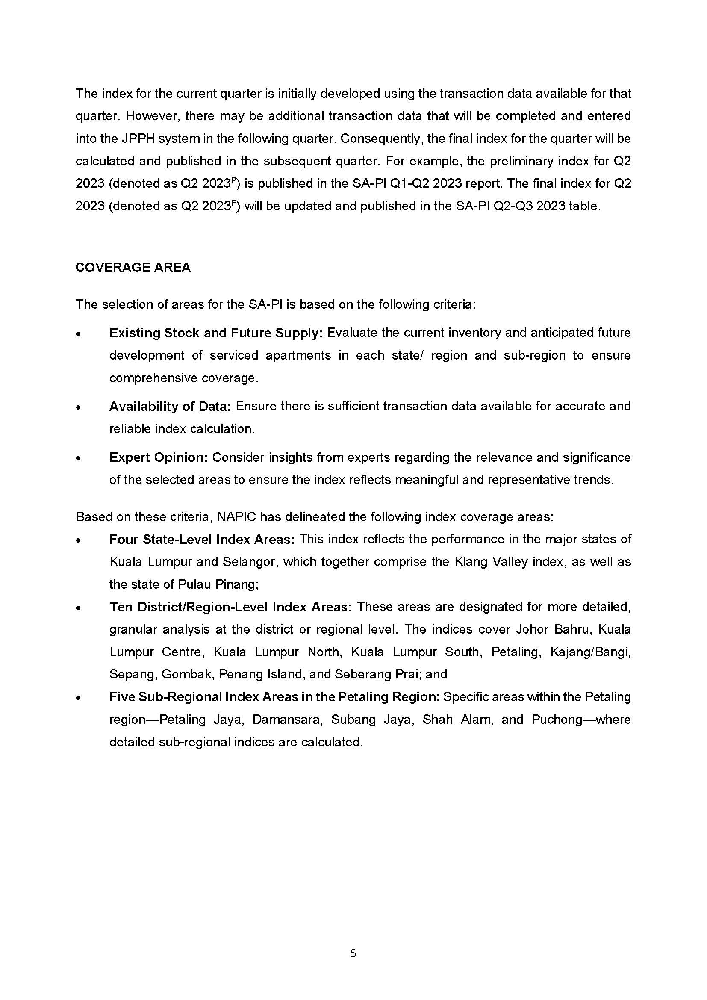 The index for the current quarter is initially developed using the transaction data available for that
quarter. However, there may be additional transaction data that will be completed and entered
into the JPPH system in the following quarter. Consequently, the final index for the quarter will be
calculated and published in the subsequent quarter. For example, the preliminary index for Q2
2023 (denoted as Q2 2023ᴾ) is published in the SA-PI Q1-Q2 2023 report. The final index for Q2
2023 (denoted as Q2 2023ꟳ) will be updated and published in the SA-PI Q2-Q3 2023 table.
COVERAGE AREA
The selection of areas for the SA-PI is based on the following criteria:
• Existing Stock and Future Supply: Evaluate the current inventory and anticipated future
development of serviced apartments in each state/ region and sub-region to ensure
comprehensive coverage.
• Availability of Data: Ensure there is sufficient transaction data available for accurate and
reliable index calculation.
• Expert Opinion: Consider insights from experts regarding the relevance and significance
of the selected areas to ensure the index reflects meaningful and representative trends.
Based on these criteria, NAPIC has delineated the following index coverage areas:
• Four State-Level Index Areas: This index reflects the performance in the major states of
Kuala Lumpur and Selangor, which together comprise the Klang Valley index, as well as
the state of Pulau Pinang;
• Ten District/Region-Level Index Areas: These areas are designated for more detailed,
granular analysis at the district or regional level. The indices cover Johor Bahru, Kuala
Lumpur Centre, Kuala Lumpur North, Kuala Lumpur South, Petaling, Kajang/Bangi,
Sepang, Gombak, Penang Island, and Seberang Prai; and
• Five Sub-Regional Index Areas in the Petaling Region: Specific areas within the Petaling
region—Petaling Jaya, Damansara, Subang Jaya, Shah Alam, and Puchong—where
detailed sub-regional indices are calculated.
5